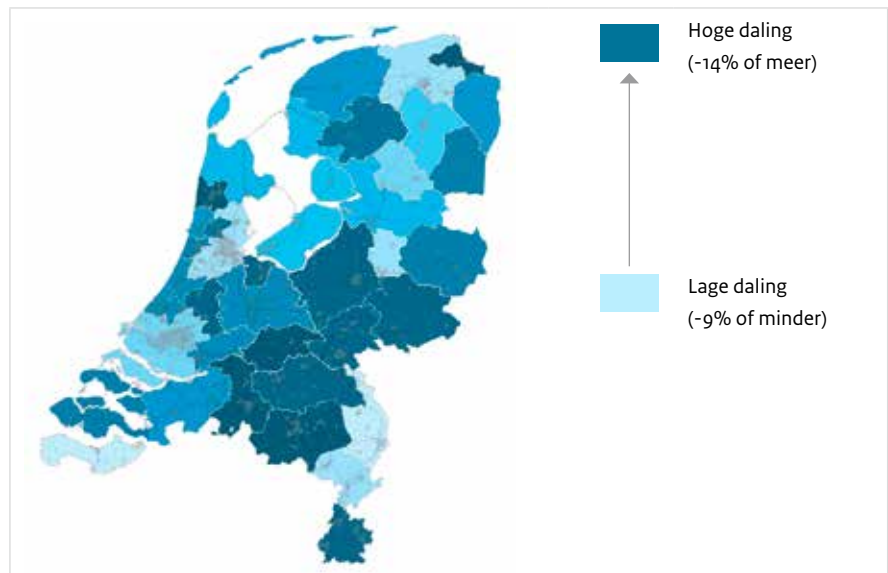 Hoge daling
(-14% of meer)
Lage daling
(-9% of minder)